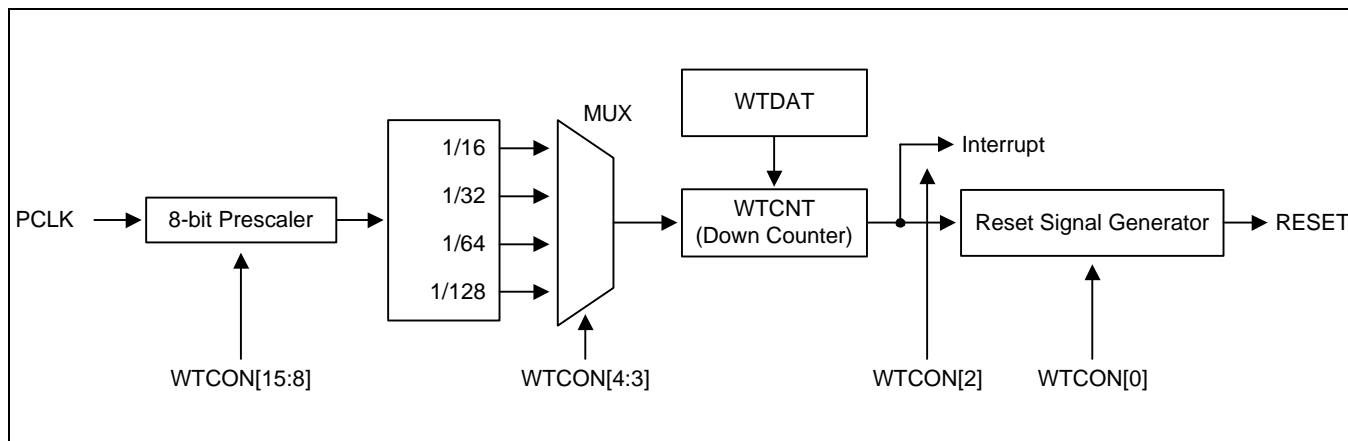 WTDAT
MUX
1/16
Interrupt
1/32
PCLK
8-bit Prescaler
WTCNT
(Down Counter)
Reset Signal Generator
RESET
1/64
1/128
WTCON[15:8]
WTCON[4:3]
WTCON[2]
WTCON[0]